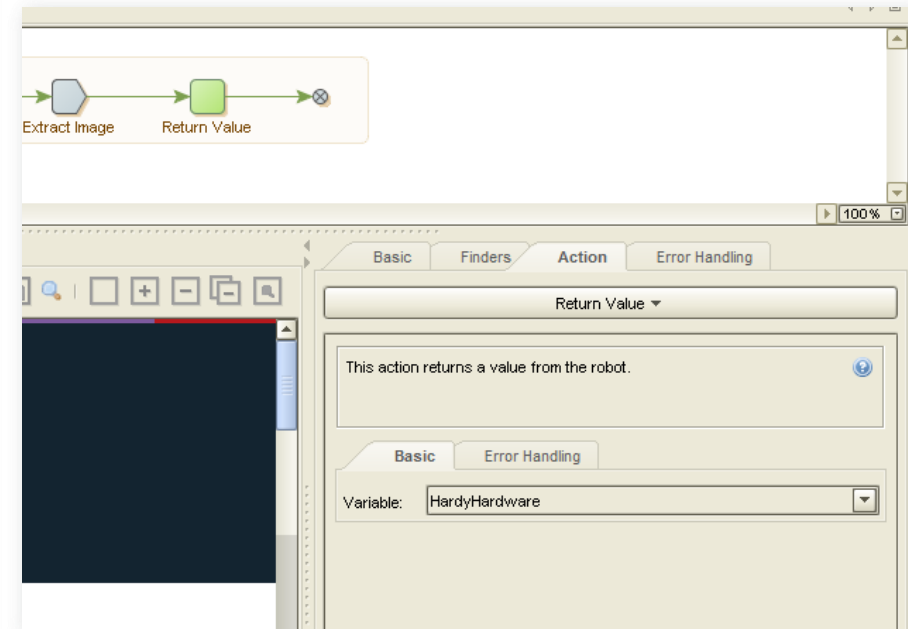 Extract Image Return Value
100%
Basic Finders Action Error Handling
Return Value
This action returns a value from the robot.
Basic Error Handling
Variable: HardyHardware